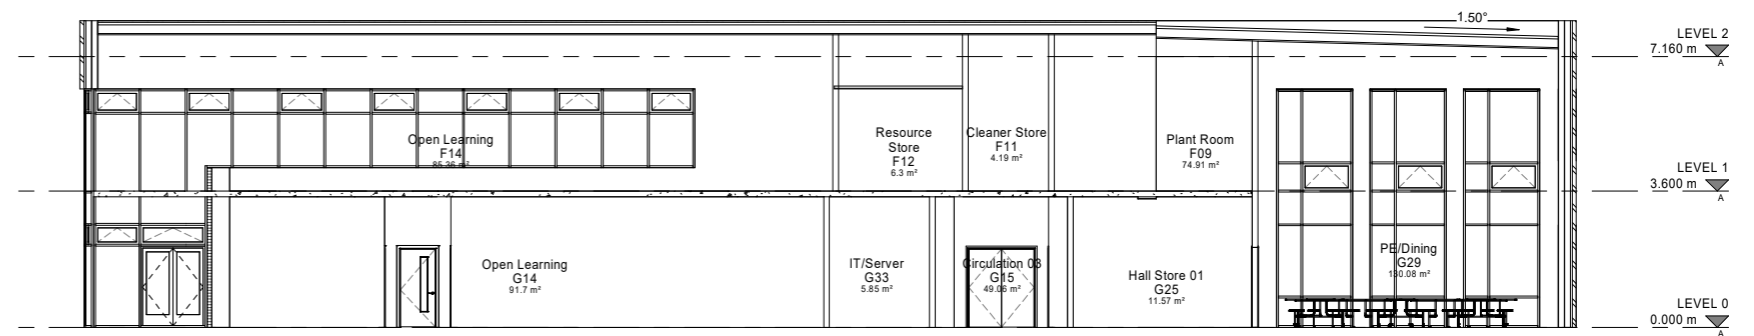 1.50°
LEVEL 2
7.160 m
A
Open Learning
F14
85.36 m²
Resource
Store
F12
6.3 m²
Cleaner Store
F11
4.19 m²
Plant Room
F09
74.91 m²
LEVEL 1
3.600 m
A
Open Learning
G14
91.7 m²
IT/Server
G33
5.85 m²
Circulation 03
G15
49.06 m²
Hall Store 01
G25
11.57 m²
PE/Dining
G29
130.08 m²
LEVEL 0
0.000 m
A